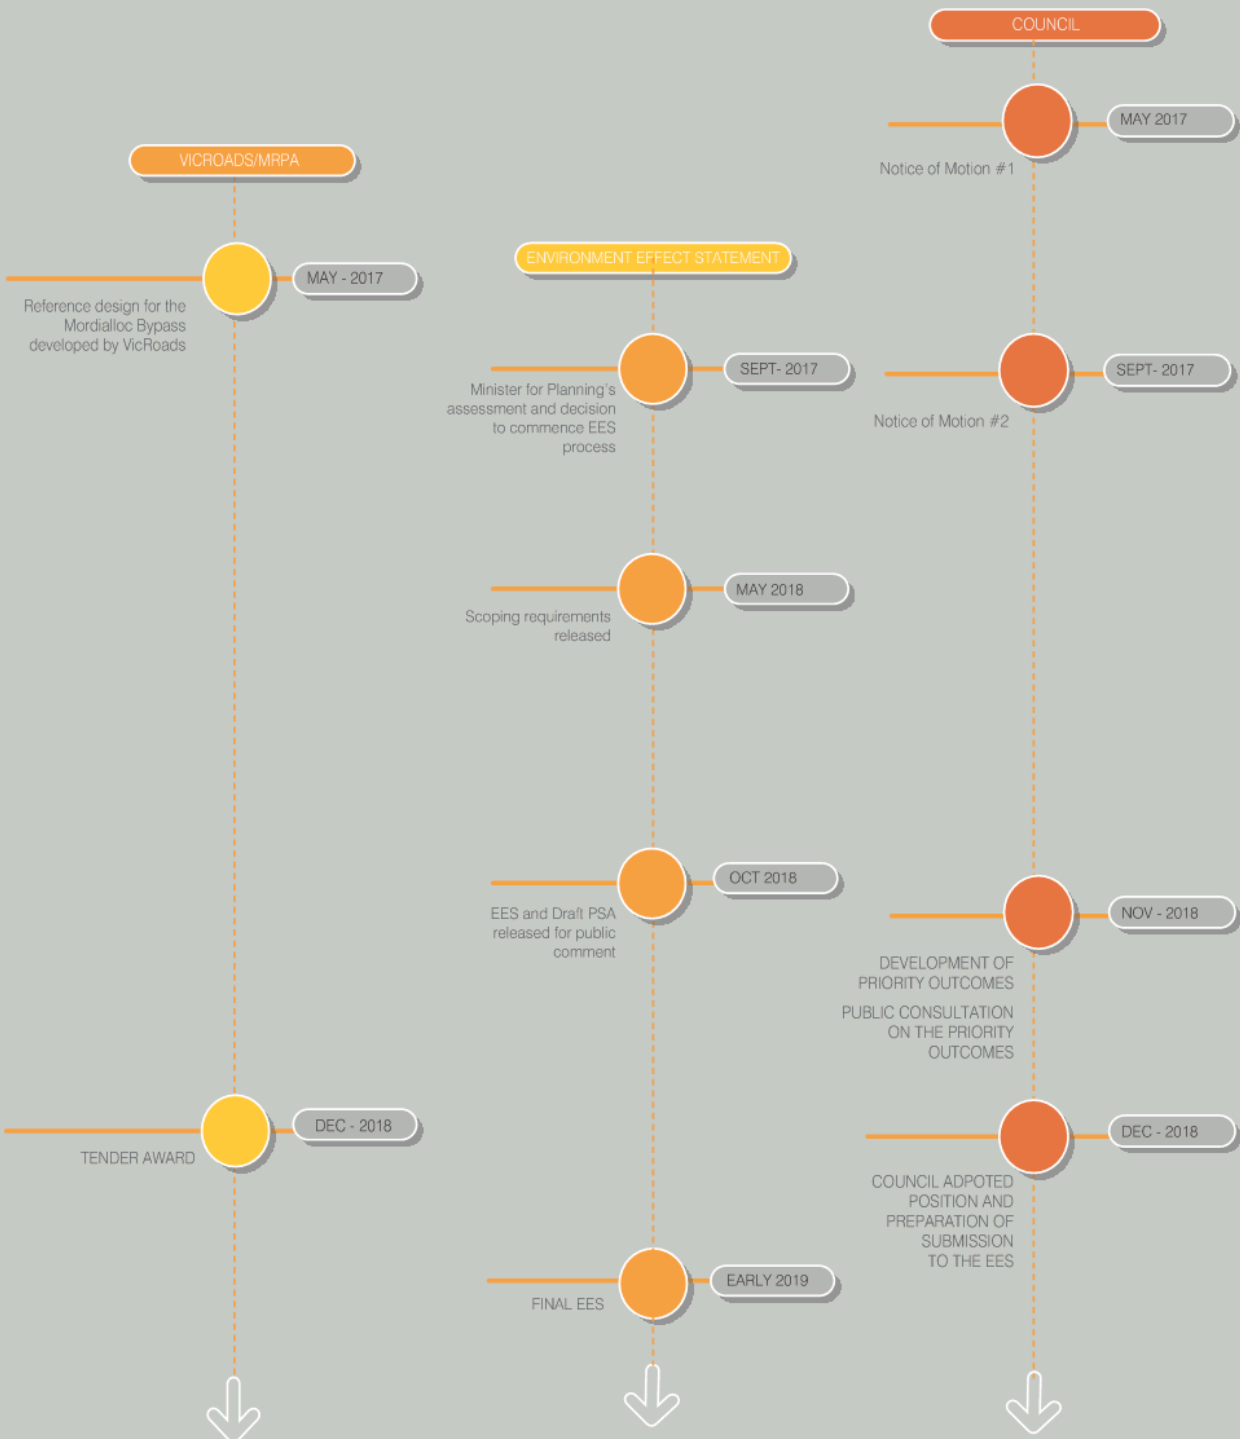 VICROADS/MRPA
MAY - 2017
Reference design for the
Mordialloc Bypass
developed by VicRoads
DEC - 2018
TENDER AWARD
ENVIRONMENT EFFECT STATEMENT
SEPT- 2017
Minister for Planning's
assessment and decision
to commence EES
process
MAY 2018
Scoping requirements
released
OCT 2018
EES and Draft PSA
released for public
comment
EARLY 2019
FINAL EES
COUNCIL
MAY 2017
Notice of Motion #1
SEPT- 2017
Notice of Motion #2
NOV - 2018
DEVELOPMENT OF
PRIORITY OUTCOMES
PUBLIC CONSULTATION
ON THE PRIORITY
OUTCOMES
DEC - 2018
COUNCIL ADPOTED
POSITION AND
PREPARATION OF
SUBMISSION
TO THE EES